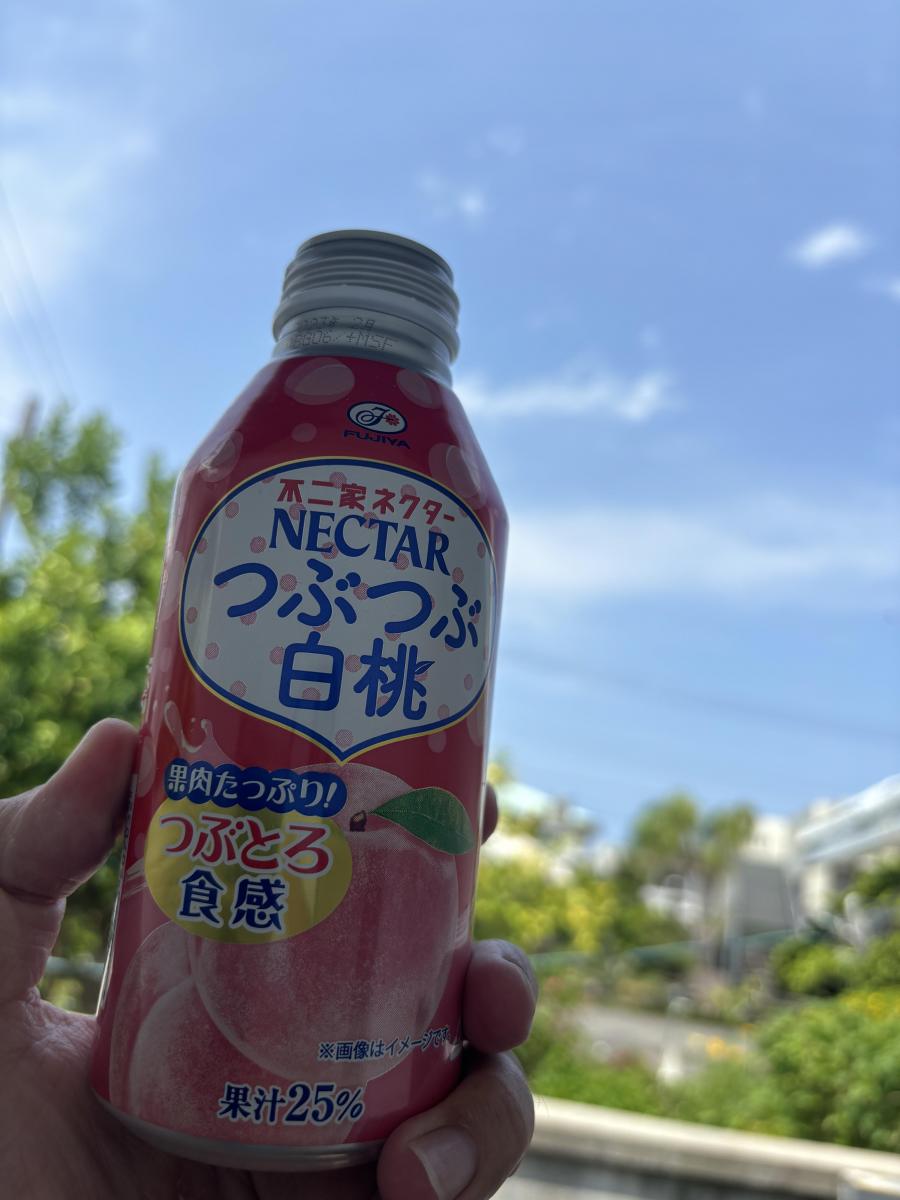 FUJIYA
不二家ネクター
NECTAR
つぶつぶ
白桃
果肉たっぷり!
つぶとろ
食感
※画像はイメージです
果汁25%